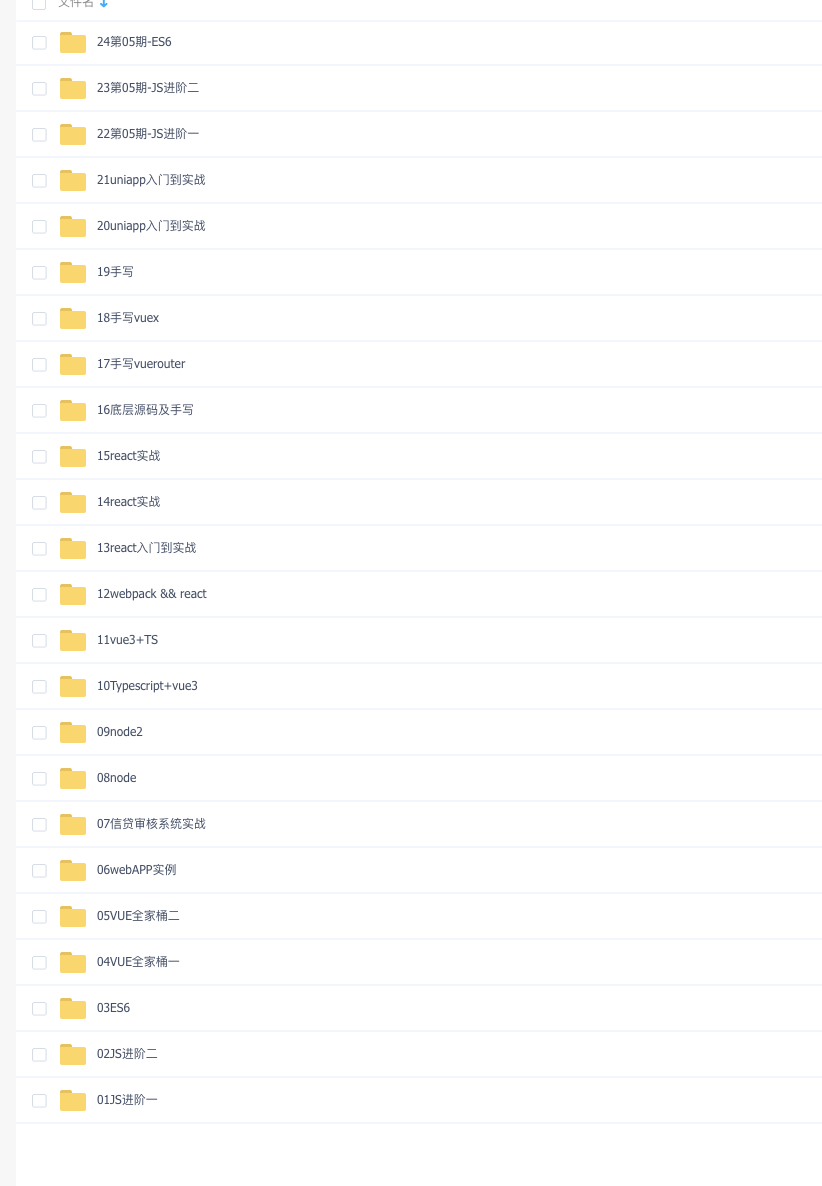 文件名
24第05期-ES6
23第05期-JS进阶二
22第05期-JS进阶一
21uniapp入门到实战
20uniapp入门到实战
19手写
18手写vuex
17手写vuerouter
16底层源码及手写
15react实战
14react实战
13react入门到实战
12webpack && react
11vue3+TS
10Typescript+vue3
09node2
08node
07信贷审核系统实战
06webAPP实例
05VUE全家桶二
04VUE全家桶一
03ES6
02JS进阶二
01JS进阶一